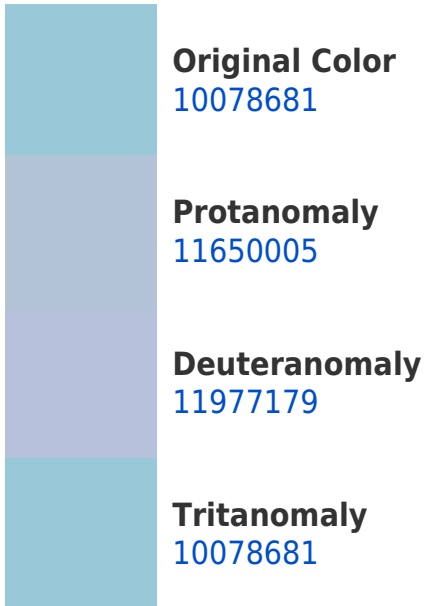 Original Color
10078681
Protanomaly
11650005
Deuteranomaly
11977179
Tritanomaly
10078681